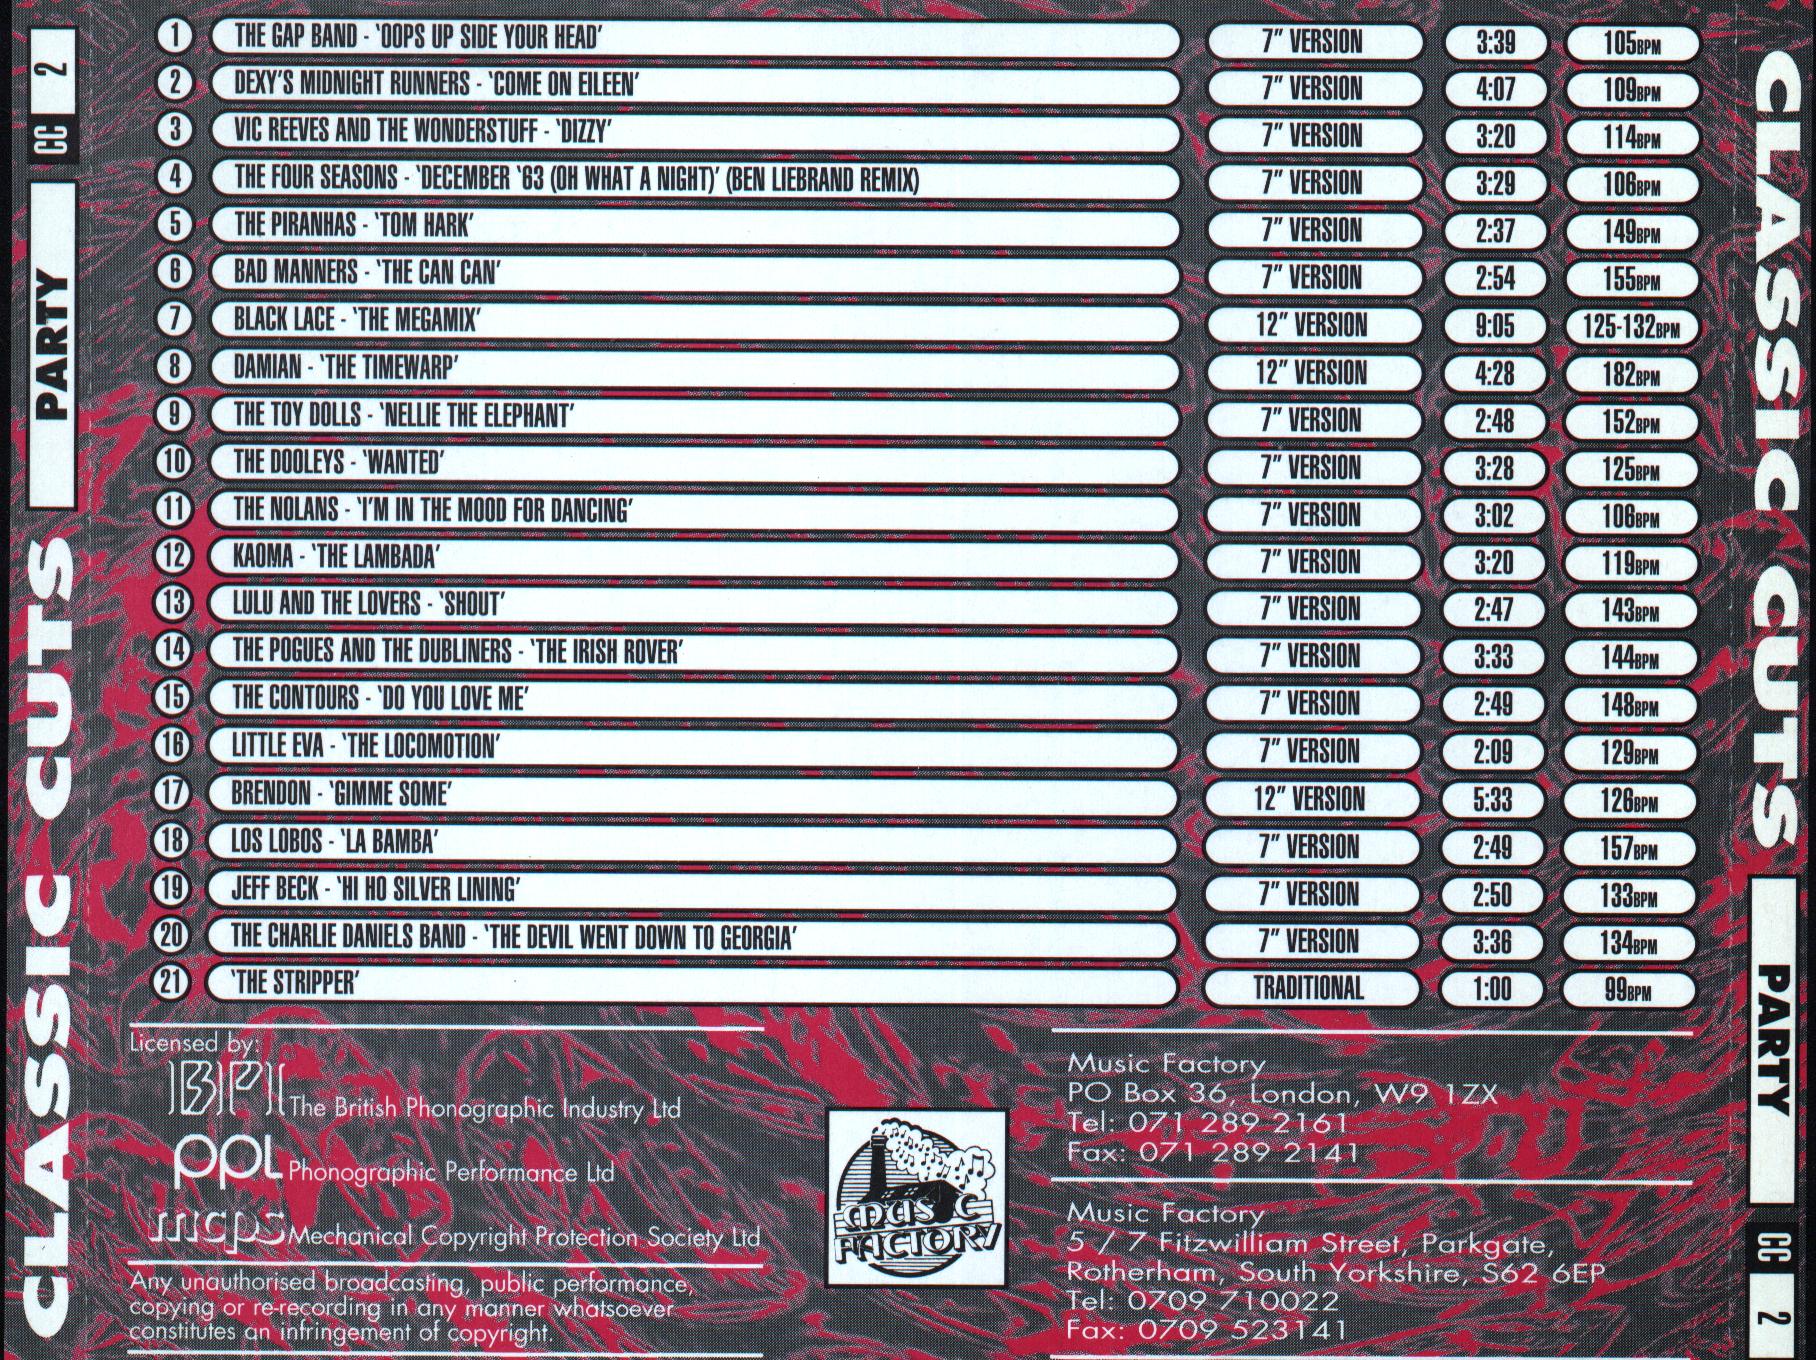 1 THE GAP BAND - 'OOPS UP SIDE YOUR HEAD' 7" VERSION 3:39 105BPM
2 DEXY'S MIDNIGHT RUNNERS - 'COME ON EILEEN' 7" VERSION 4:07 109BPM
3 VIC REEVES AND THE WONDERSTUFF - 'DIZZY' 7" VERSION 3:20 114BPM
4 THE FOUR SEASONS - 'DECEMBER '63 (OH WHAT A NIGHT)' (BEN LIEBRAND REMIX) 7" VERSION 3:29 106BPM
5 THE PIRANHAS - 'TOM HARK' 7" VERSION 2:37 149BPM
6 BAD MANNERS - 'THE CAN CAN' 7" VERSION 2:54 155BPM
7 BLACK LACE - 'THE MEGAMIX' 12" VERSION 9:05 125-132BPM
8 DAMIAN - 'THE TIMEWARP' 12" VERSION 4:28 182BPM
9 THE TOY DOLLS - 'NELLIE THE ELEPHANT' 7" VERSION 2:48 152BPM
10 THE DOOLEYS - 'WANTED' 7" VERSION 3:28 125BPM
11 THE NOLANS - 'I'M IN THE MOOD FOR DANCING' 7" VERSION 3:02 106BPM
12 KAOMA - 'THE LAMBADA' 7" VERSION 3:20 119BPM
13 LULU AND THE LOVERS - 'SHOUT' 7" VERSION 2:47 143BPM
14 THE POGUES AND THE DUBLINERS - 'THE IRISH ROVER' 7" VERSION 3:33 144BPM
15 THE CONTOURS - 'DO YOU LOVE ME' 7" VERSION 2:49 148BPM
16 LITTLE EVA - 'THE LOCOMOTION' 7" VERSION 2:09 129BPM
17 BRENDON - 'GIMME SOME' 12" VERSION 5:33 126BPM
18 LOS LOBOS - 'LA BAMBA' 7" VERSION 2:49 157BPM
19 JEFF BECK - 'HI HO SILVER LINING' 7" VERSION 2:50 133BPM
20 THE CHARLIE DANIELS BAND - 'THE DEVIL WENT DOWN TO GEORGIA' 7" VERSION 3:36 134BPM
21 'THE STRIPPER' TRADITIONAL 1:00 99BPM
Licensed by:
BPI The British Phonographic Industry Ltd
ppl Phonographic Performance Ltd
mcps Mechanical Copyright Protection Society Ltd
Any unauthorised broadcasting, public performance,
copying or re-recording in any manner whatsoever
constitutes an infringement of copyright.
MUSIC
FACTORY
Music Factory
PO Box 36, London, W9 1ZX
Tel: 071 289 2161
Fax: 071 289 2141
Music Factory
5 / 7 Fitzwilliam Street, Parkgate,
Rotherham, South Yorkshire, S62 6EP
Tel: 0709 710022
Fax: 0709 523141
CLASSIC CUTS PARTY CC 2
CLASSIC CUTS PARTY CC 2